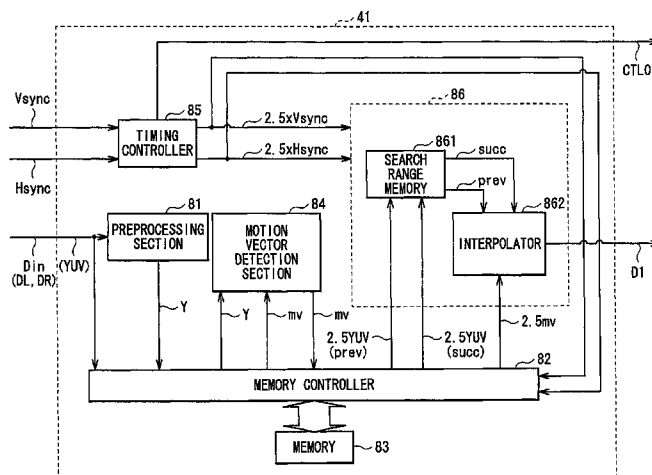 41
CTL0
Vsync
85
2.5xVsync
86
TIMING
CONTROLLER
861
succ
2.5xHsync
Hsync
SEARCH
RANGE
MEMORY
prev
862
81
84
PREPROCESSING
SECTION
MOTION
VECTOR
DETECTION
SECTION
INTERPOLATOR
Din
(DL, DR)
(YUV)
D1
Y
Y
mv
mv
2.5YUV
(prev)
2.5YUV
(succ)
2.5mv
82
MEMORY CONTROLLER
MEMORY
83